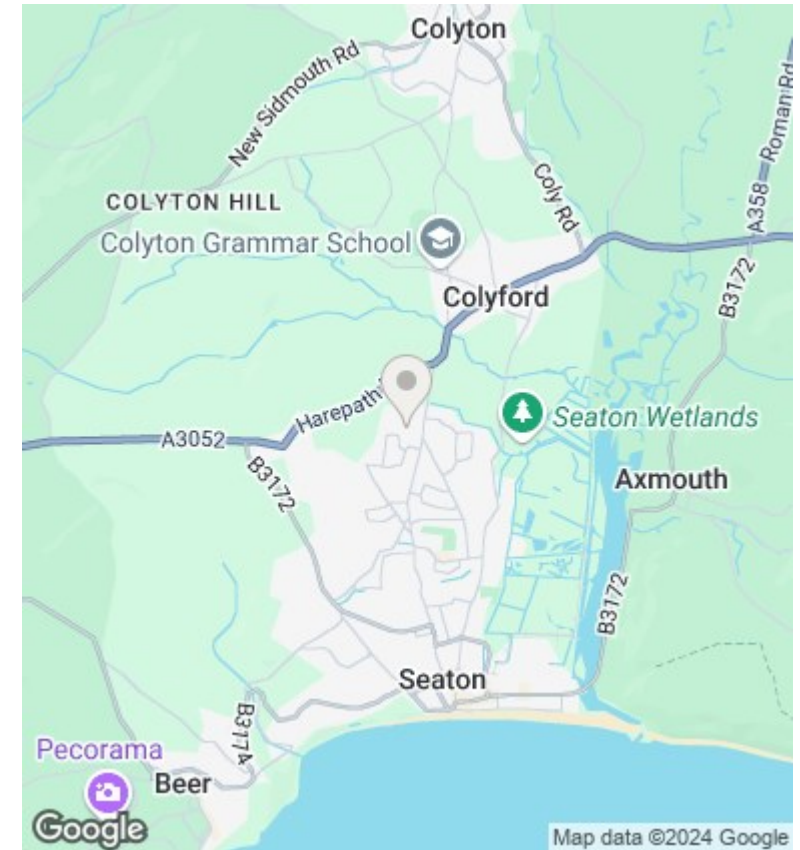 Colyton
New Sidmouth Rd
Roman Rd
A358
COLYTON HILL
Coly Rd
Colyton Grammar School
B3172
Colyford
Harepath
Seaton Wetlands
A3052
B3172
Axmouth
B3172
Seaton
B3174
Pecorama
Beer
Google
Map data ©2024 Google